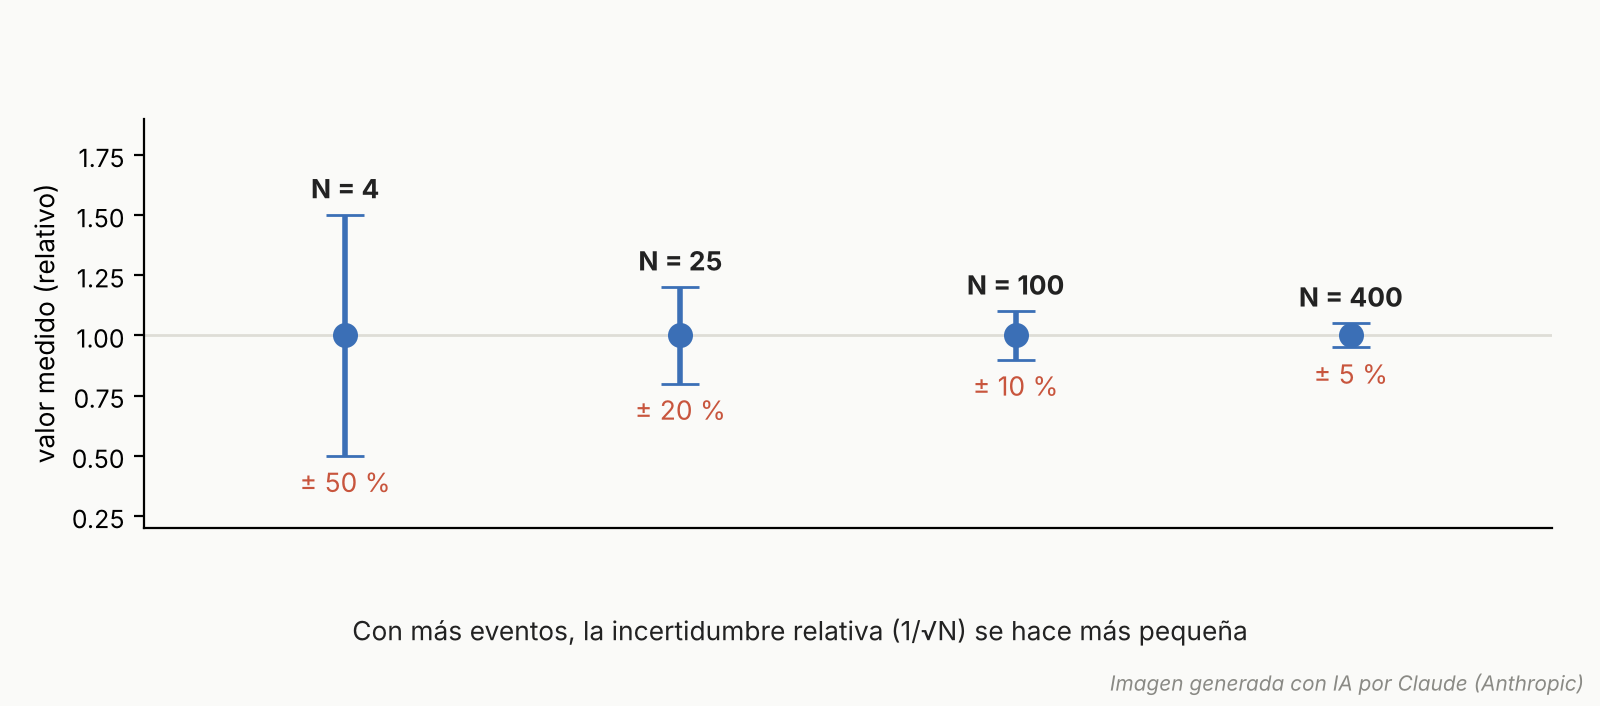 valor medido (relativo)
1.75
1.50
1.25
1.00
0.75
0.50
0.25
N = 4
± 50 %
N = 25
± 20 %
N = 100
± 10 %
N = 400
± 5 %
Con más eventos, la incertidumbre relativa (1/√N) se hace más pequeña
Imagen generada con IA por Claude (Anthropic)